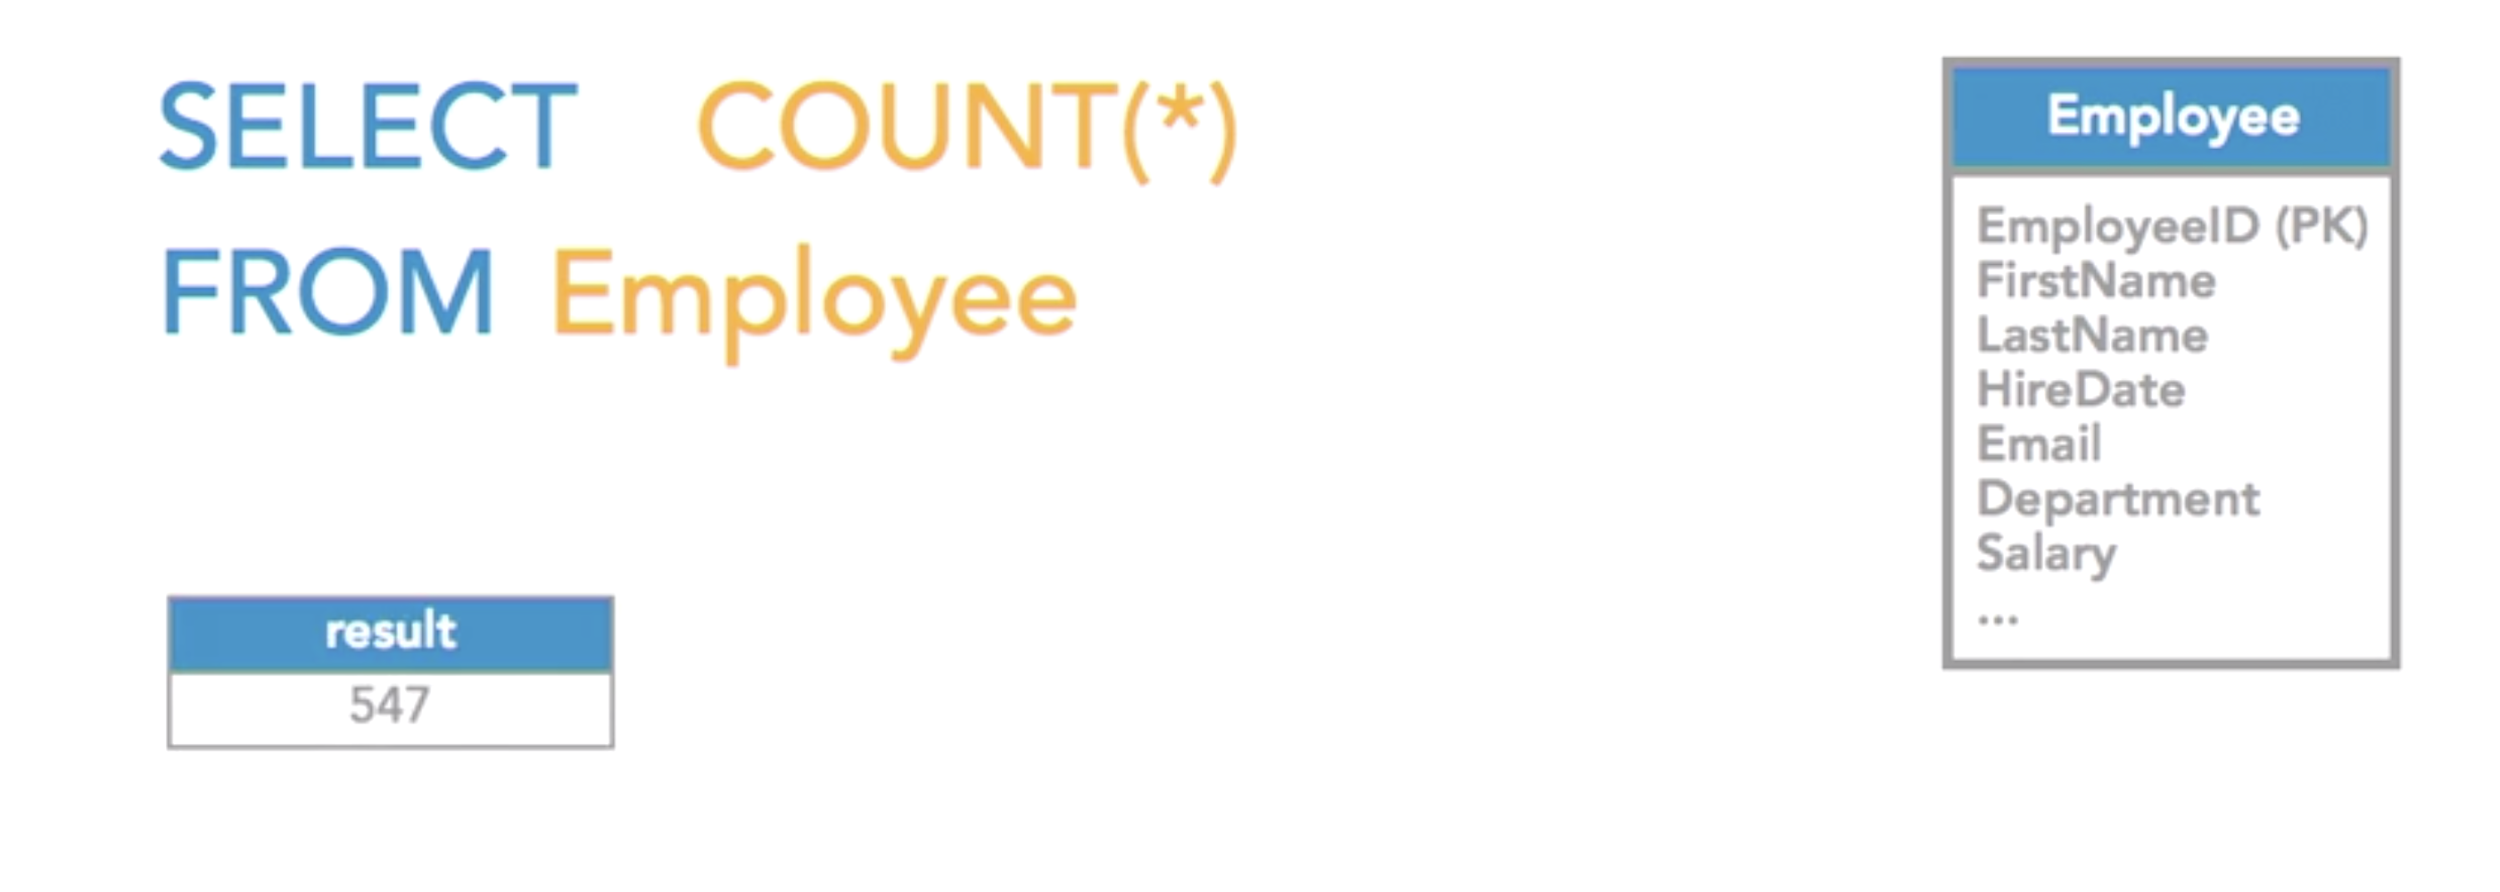 SELECT COUNT(*)
FROM Employee
result
547
Employee
EmployeeID (PK)
FirstName
LastName
HireDate
Email
Department
Salary
...